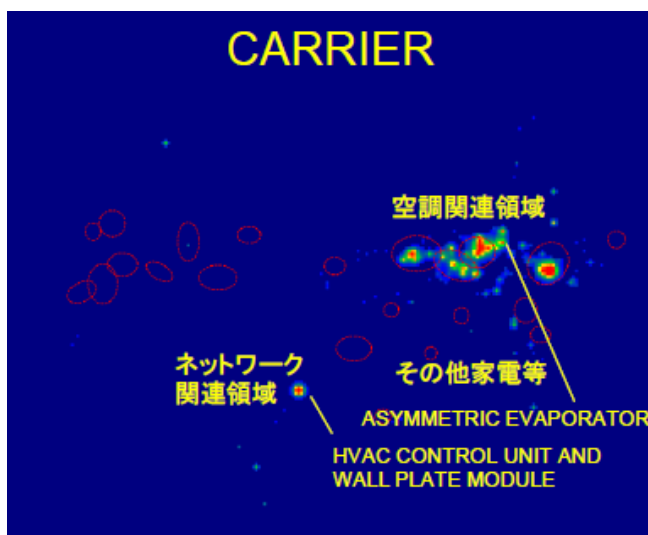 CARRIER
空調関連領域
ネットワーク
関連領域
その他家電等
ASYMMETRIC EVAPORATOR
HVAC CONTROL UNIT AND
WALL PLATE MODULE